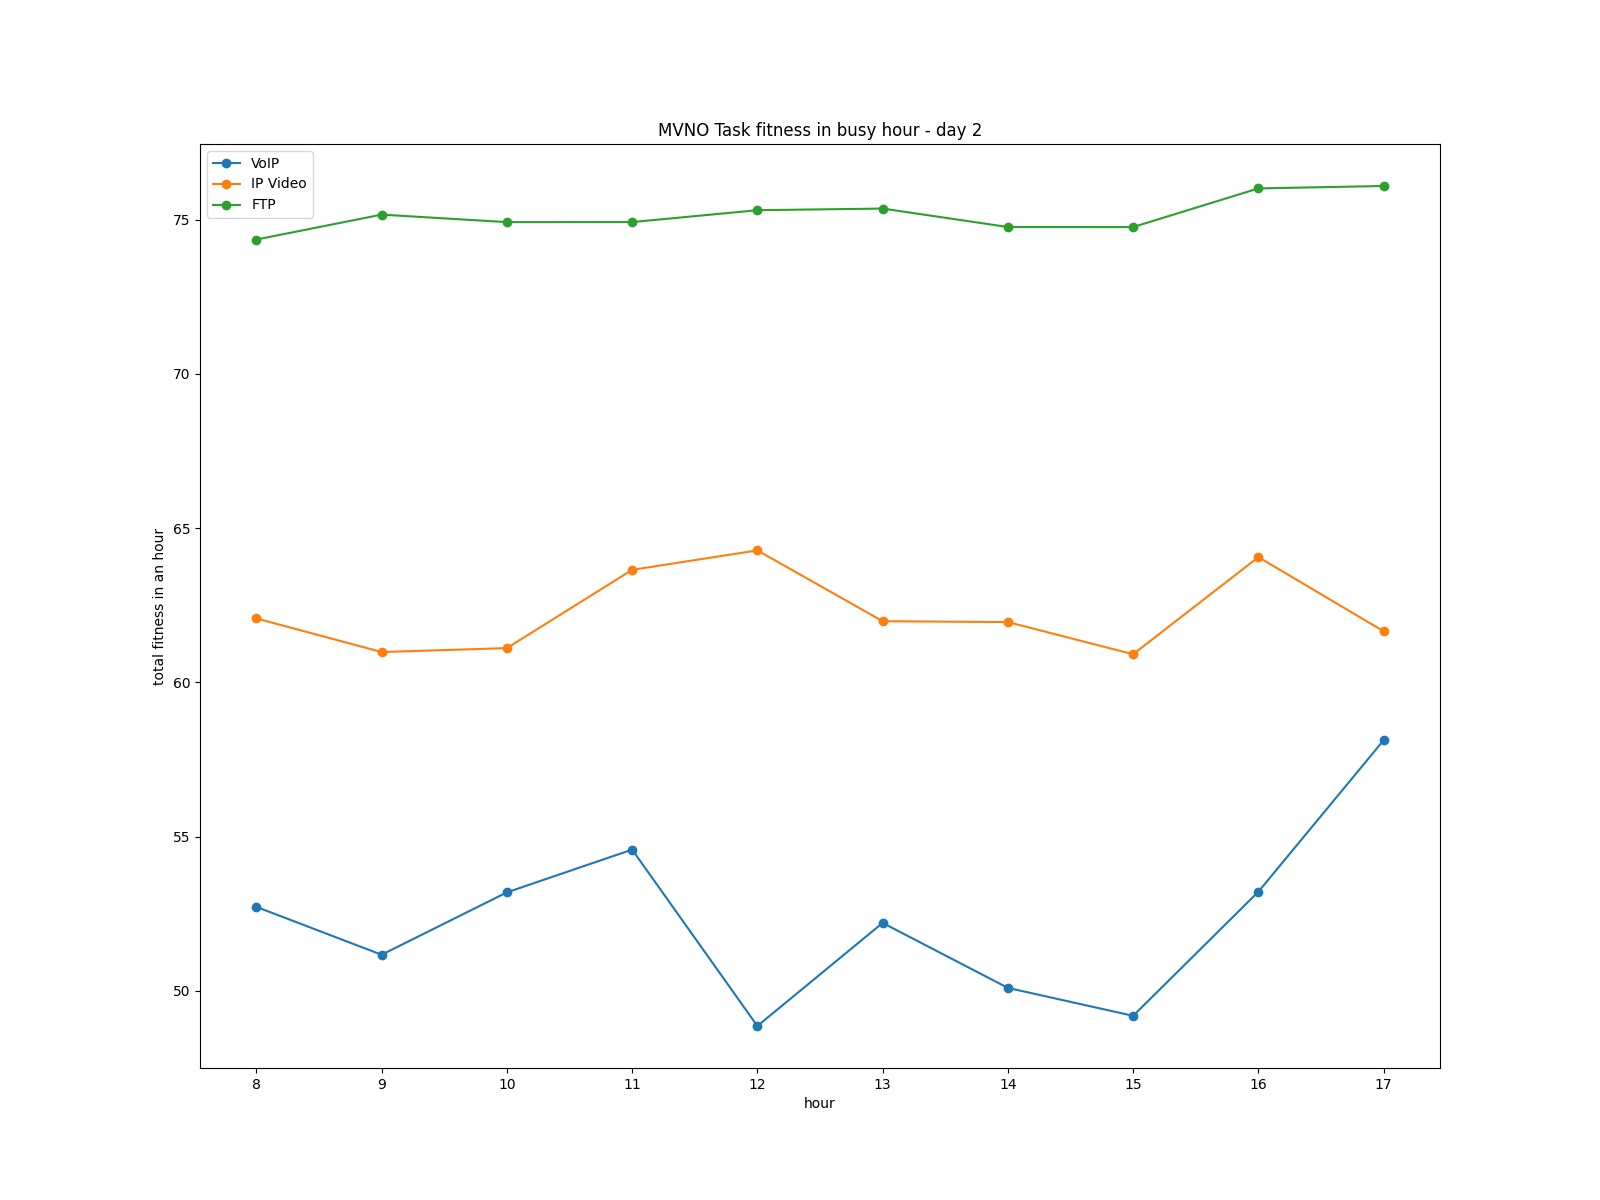 MVNO Task fitness in busy hour - day 2
VoIP
IP Video
FTP
75
70
65
60
55
50
total fitness in an hour
8 9 10 11 12 13 14 15 16 17
hour